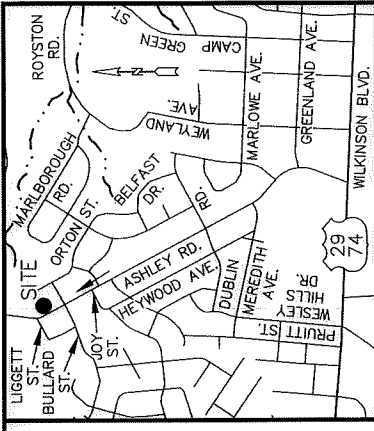 ROYSTON
RD.
CAMP GREEN ST.
MARLBOROUGH
RD.
WEYLAND
AVE.
MARLOWE AVE.
GREENLAND AVE.
WILKINSON BLVD.
BELFAST
DR.
ORTON ST.
SITE
LIGGETT
ST.
BULLARD
ST.
JOY
ST.
ASHLEY RD.
HEYWOOD AVE.
DUBLIN RD.
MEREDITH
AVE.
WESLEY
HILLS
DR.
PRUITT ST.
29
74